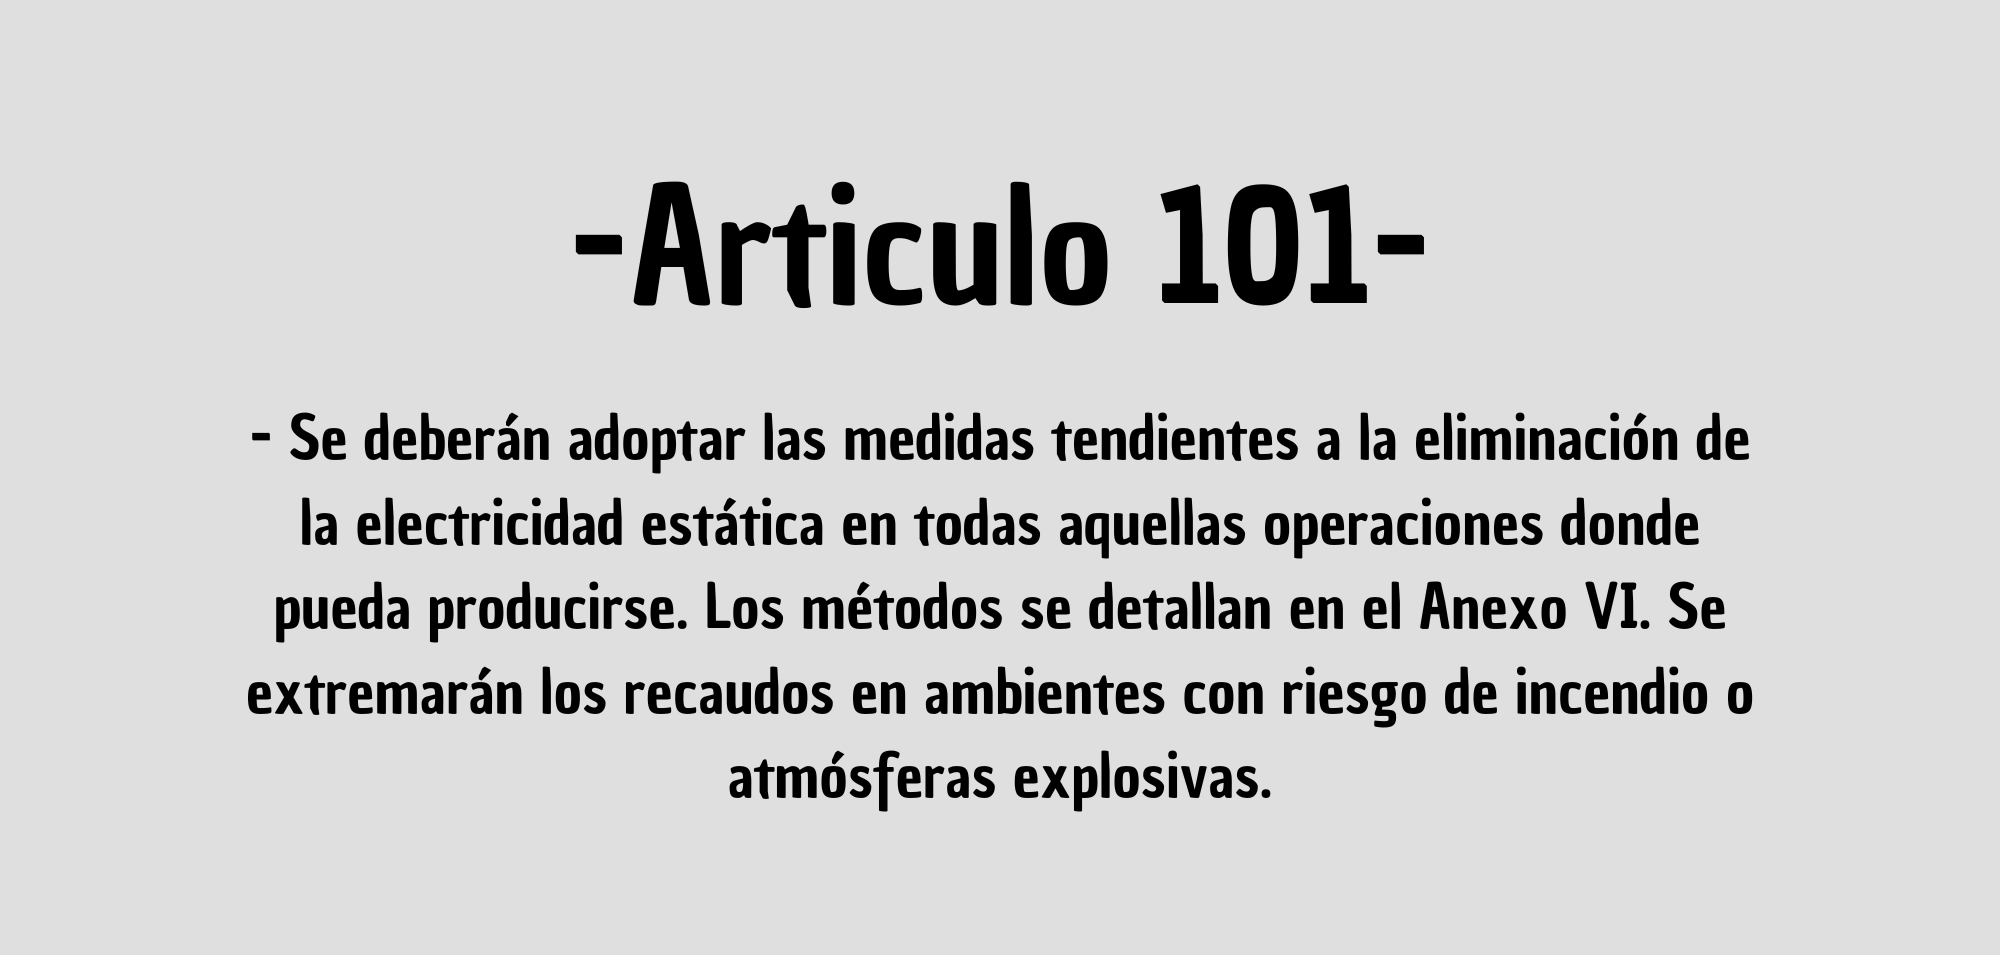 -Articulo 101-
- Se deberán adoptar las medidas tendientes a la eliminación de
la electricidad estática en todas aquellas operaciones donde
pueda producirse. Los métodos se detallan en el Anexo VI. Se
extremarán los recaudos en ambientes con riesgo de incendio o
atmósferas explosivas.